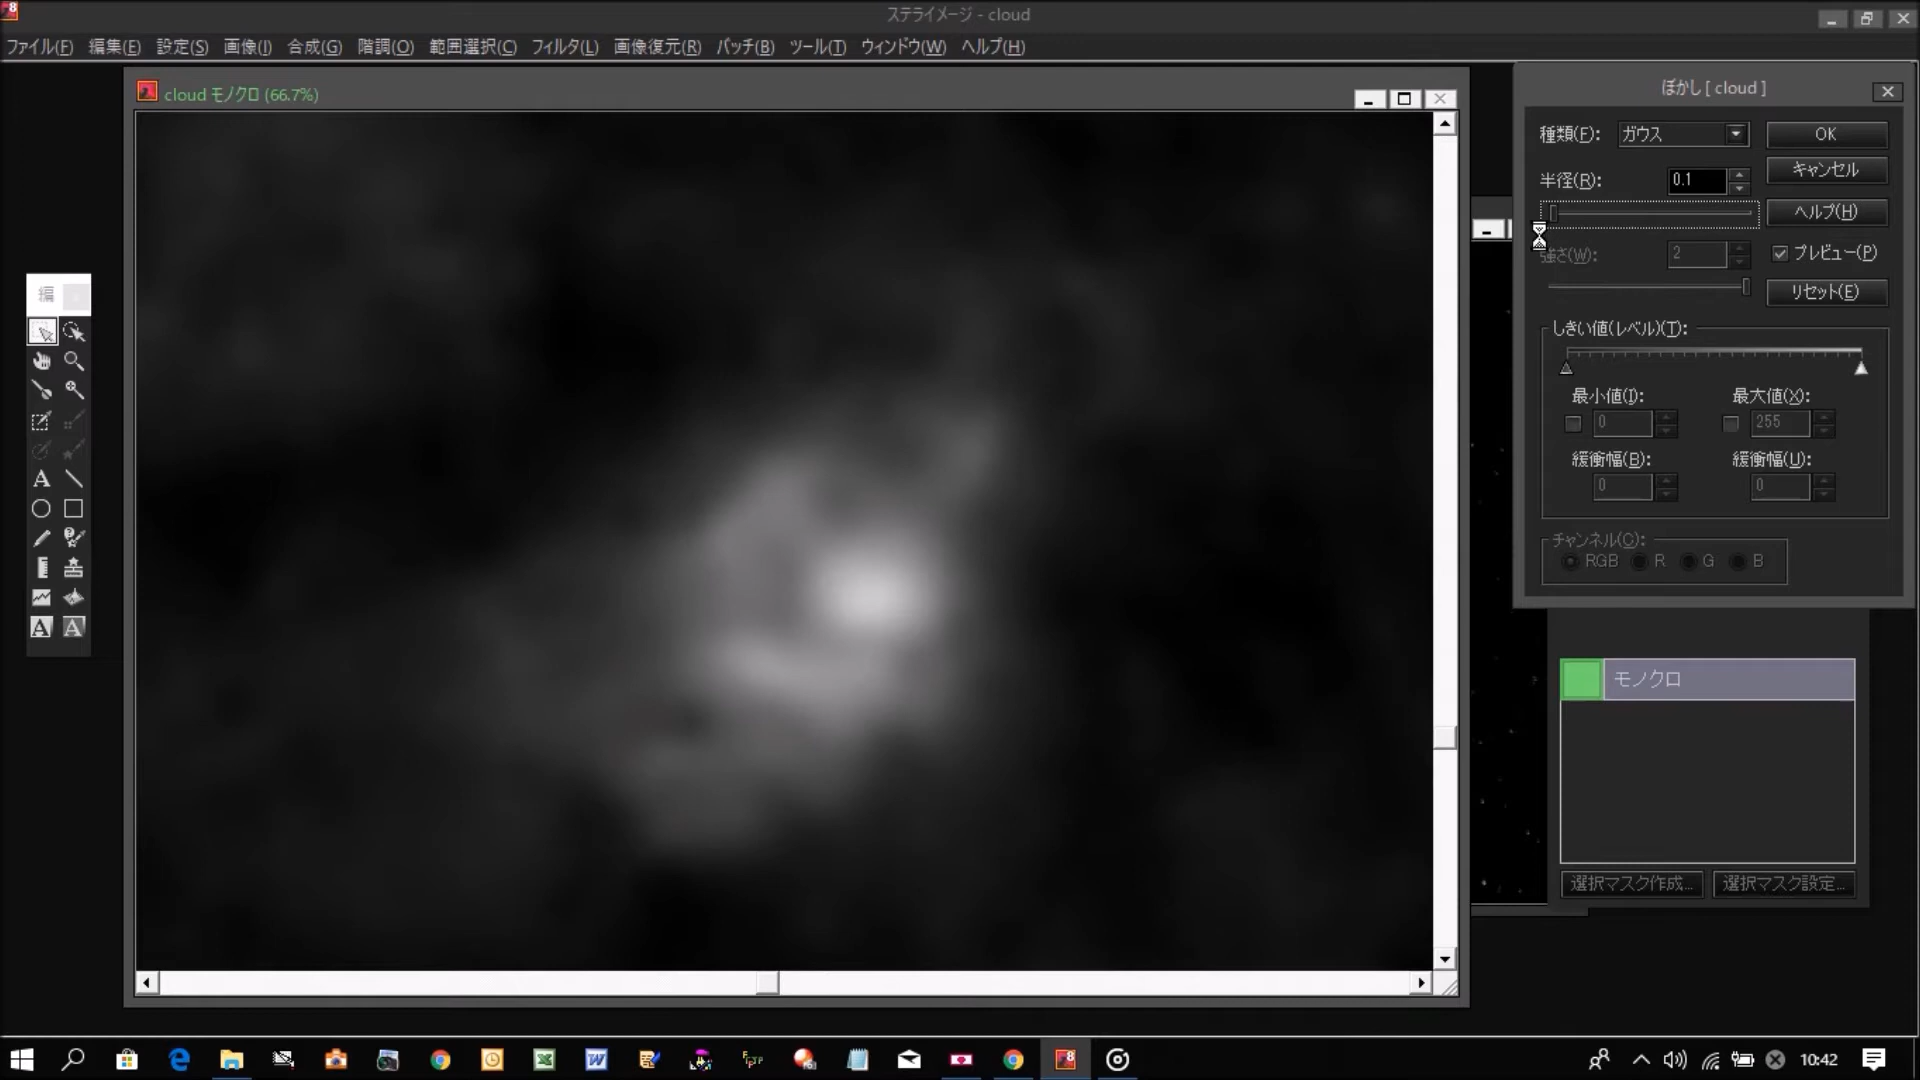 ステライメージ - cloud
ファイル(F) 編集(E) 設定(S) 画像(I) 合成(G) 階調(O) 範囲選択(C) フィルタ(L) 画像復元(R) バッチ(B) ツール(T) ウィンドウ(W) ヘルプ(H)
cloud モノクロ (66.7%)
編
ぼかし [ cloud ]
種類(F): ガウス OK
半径(R): 0.1 キャンセル
ヘルプ(H)
強さ(W): 2 プレビュー(P)
リセット(E)
しきい値(レベル)(T):
最小値(I): 最大値(X):
0 255
緩衝幅(B): 緩衝幅(U):
0 0
チャンネル(C):
RGB R G B
モノクロ
選択マスク作成... 選択マスク設定...
10:42